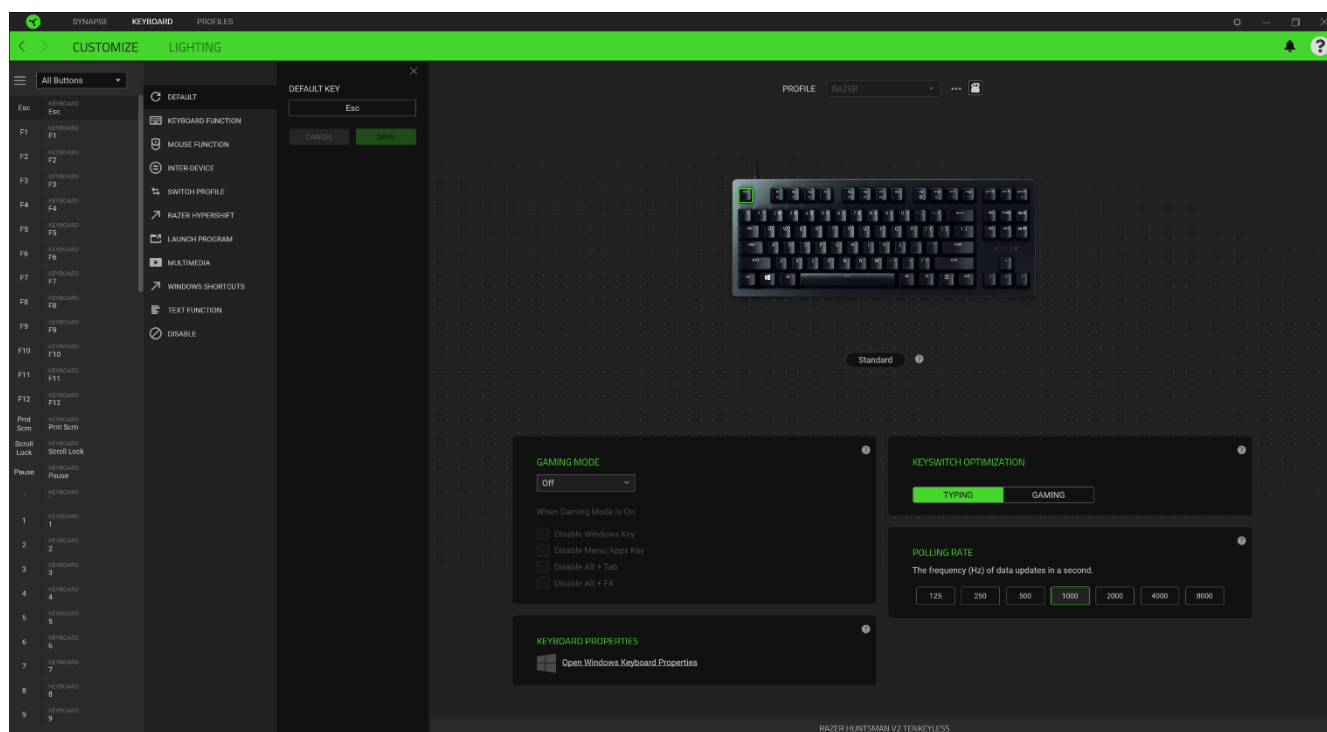 SYNAPSE KEYBOARD PROFILES
CUSTOMIZE LIGHTING
All Buttons
Esc KEYBOARD Esc
F1 KEYBOARD F1
F2 KEYBOARD F2
F3 KEYBOARD F3
F4 KEYBOARD F4
F5 KEYBOARD F5
F6 KEYBOARD F6
F7 KEYBOARD F7
F8 KEYBOARD F8
F9 KEYBOARD F9
F10 KEYBOARD F10
F11 KEYBOARD F11
F12 KEYBOARD F12
Prnt Scrn KEYBOARD Prnt Scrn
Scroll Lock KEYBOARD Scroll Lock
Pause KEYBOARD Pause
` KEYBOARD `
1 KEYBOARD 1
2 KEYBOARD 2
3 KEYBOARD 3
4 KEYBOARD 4
5 KEYBOARD 5
6 KEYBOARD 6
7 KEYBOARD 7
8 KEYBOARD 8
9 KEYBOARD 9
DEFAULT
KEYBOARD FUNCTION
MOUSE FUNCTION
INTER-DEVICE
SWITCH PROFILE
RAZER HYPERSHIFT
LAUNCH PROGRAM
MULTIMEDIA
WINDOWS SHORTCUTS
TEXT FUNCTION
DISABLE
DEFAULT KEY
Esc
CANCEL SAVE
PROFILE RAZER
Standard
GAMING MODE
Off
When Gaming Mode is On:
Disable Windows Key
Disable Menu/Apps Key
Disable Alt + Tab
Disable Alt + F4
KEYBOARD PROPERTIES
Open Windows Keyboard Properties
KEYSWITCH OPTIMIZATION
TYPING GAMING
POLLING RATE
The frequency (Hz) of data updates in a second.
125 250 500 1000 2000 4000 8000
RAZER HUNTSMAN V2 TENKEYLESS